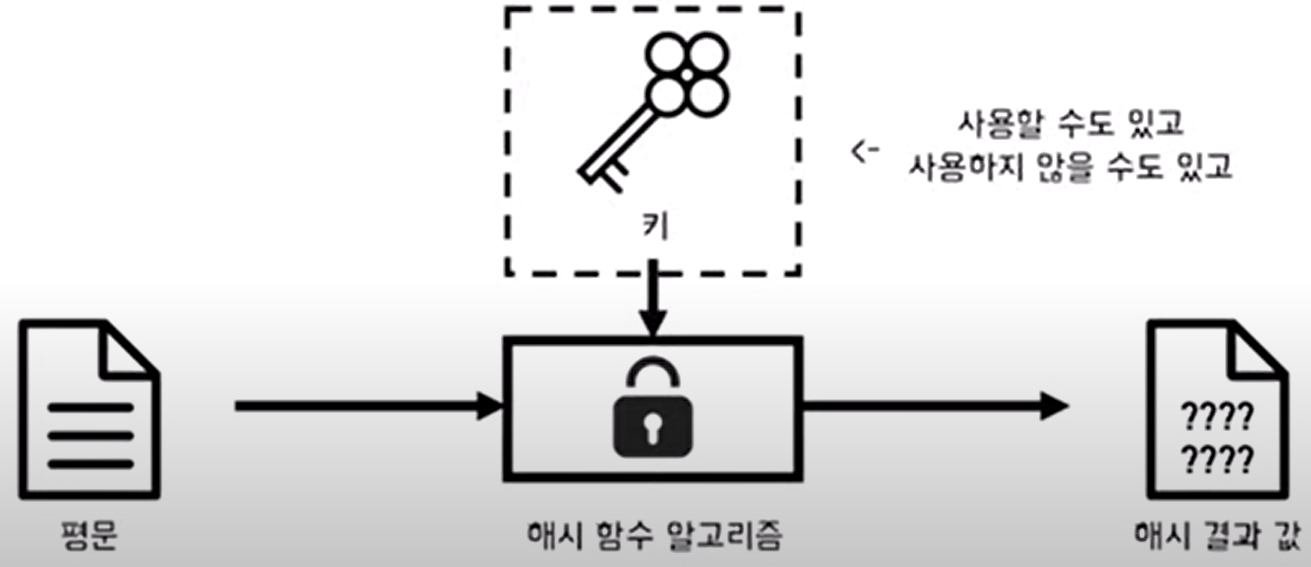 키
<- 사용할 수도 있고
사용하지 않을 수도 있고
????
????
평문
해시 함수 알고리즘
해시 결과 값